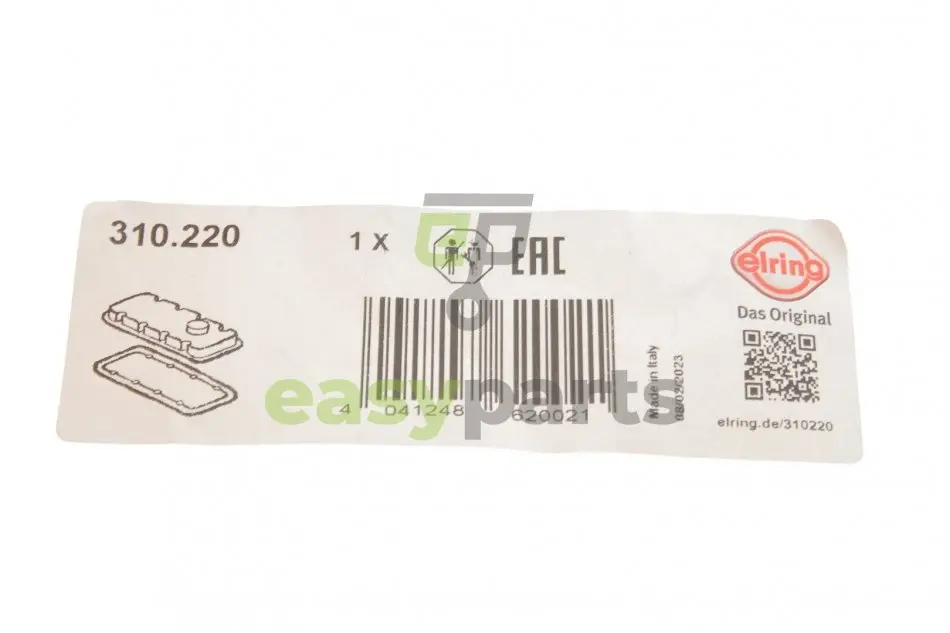 310.220
1 X
EAC
elring
Das Original
4 041248 620021
Made in Italy
08/02/2023
elring.de/310220
easyparts